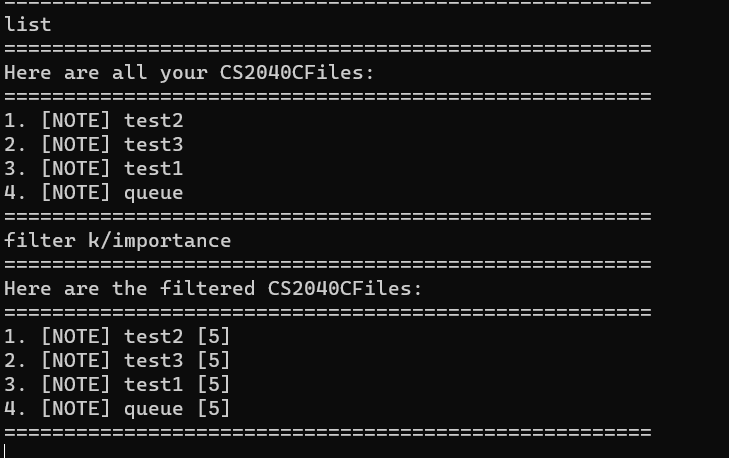 ======================================================
list
======================================================
Here are all your CS2040CFiles:
======================================================
1. [NOTE] test2
2. [NOTE] test3
3. [NOTE] test1
4. [NOTE] queue
======================================================
filter k/importance
======================================================
Here are the filtered CS2040CFiles:
======================================================
1. [NOTE] test2 [5]
2. [NOTE] test3 [5]
3. [NOTE] test1 [5]
4. [NOTE] queue [5]
======================================================